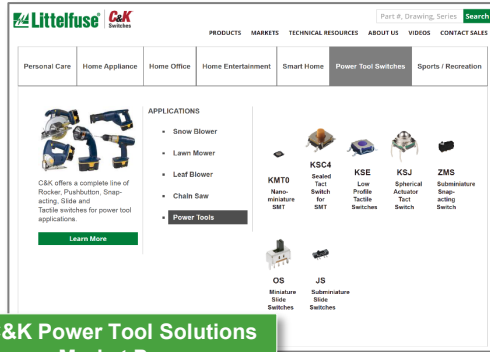 Littelfuse® C&K Switches
Part #, Drawing, Series Search
PRODUCTS MARKETS TECHNICAL RESOURCES ABOUT US VIDEOS CONTACT SALES
Personal Care Home Appliance Home Office Home Entertainment Smart Home Power Tool Switches Sports / Recreation
C&K offers a complete line of
Rocker, Pushbutton, Snap-
acting, Slide and
Tactile switches for power tool
applications.
Learn More
APPLICATIONS
• Snow
Blower
• Lawn
Mower
• Leaf
Blower
• Chain
Saw
• Power
Tools
KMT0
Nano-
miniature
SMT
KSC4
Sealed
Tact
Switch
for
SMT
KSE
Low
Profile
Tactile
Switches
KSJ
Spherical
Actuator
Tact
Switch
ZMS
Subminiature
Snap-
acting
Switch
OS
Miniature
Slide
Switches
JS
Subminiature
Slide
Switches
&K Power Tool Solutions